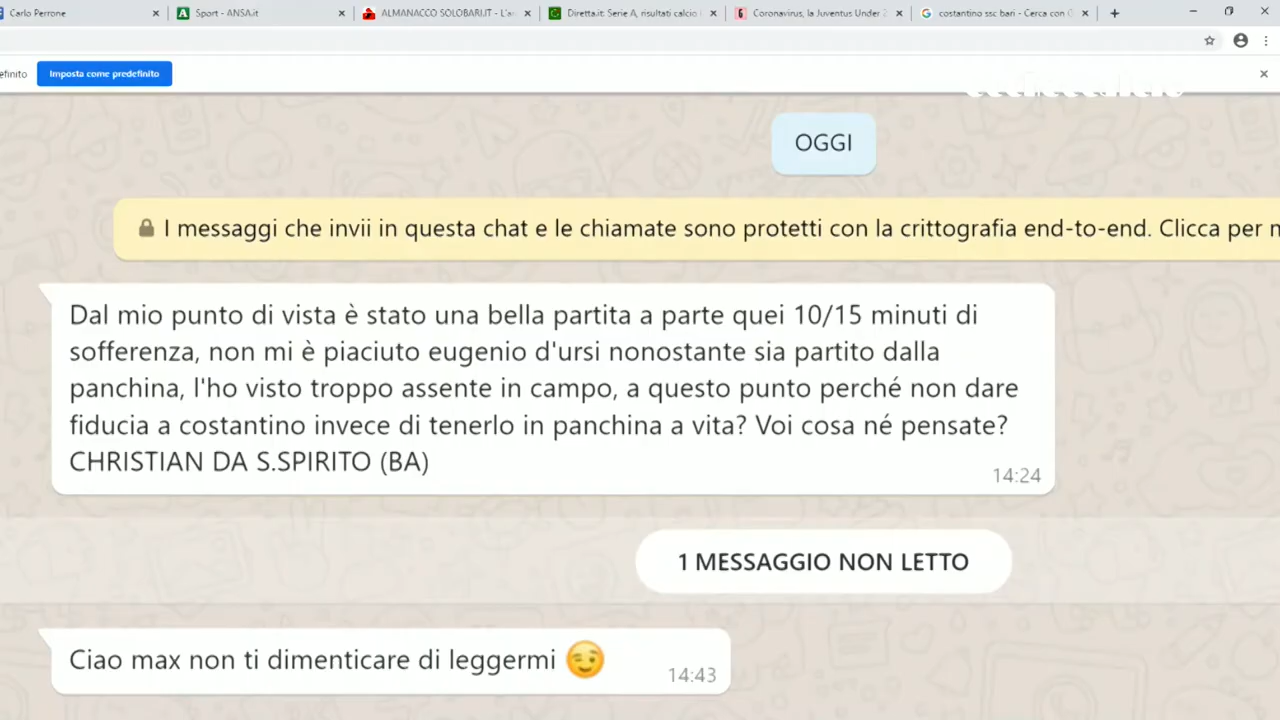 Carlo Perrone
Sport - ANSA.it
ALMANACCO SOLOBARI.IT - L'a
Diretta.it: Serie A, risultati calcio
Coronavirus, la Juventus Under 2
costantino ssc bari - Cerca con G
efinito
Imposta come predefinito
OGGI
I messaggi che invii in questa chat e le chiamate sono protetti con la crittografia end-to-end. Clicca per
Dal mio punto di vista è stato una bella partita a parte quei 10/15 minuti di
sofferenza, non mi è piaciuto eugenio d'ursi nonostante sia partito dalla
panchina, l'ho visto troppo assente in campo, a questo punto perché non dare
fiducia a costantino invece di tenerlo in panchina a vita? Voi cosa né pensate?
CHRISTIAN DA S.SPIRITO (BA)
14:24
1 MESSAGGIO NON LETTO
Ciao max non ti dimenticare di leggermi 😉
14:43